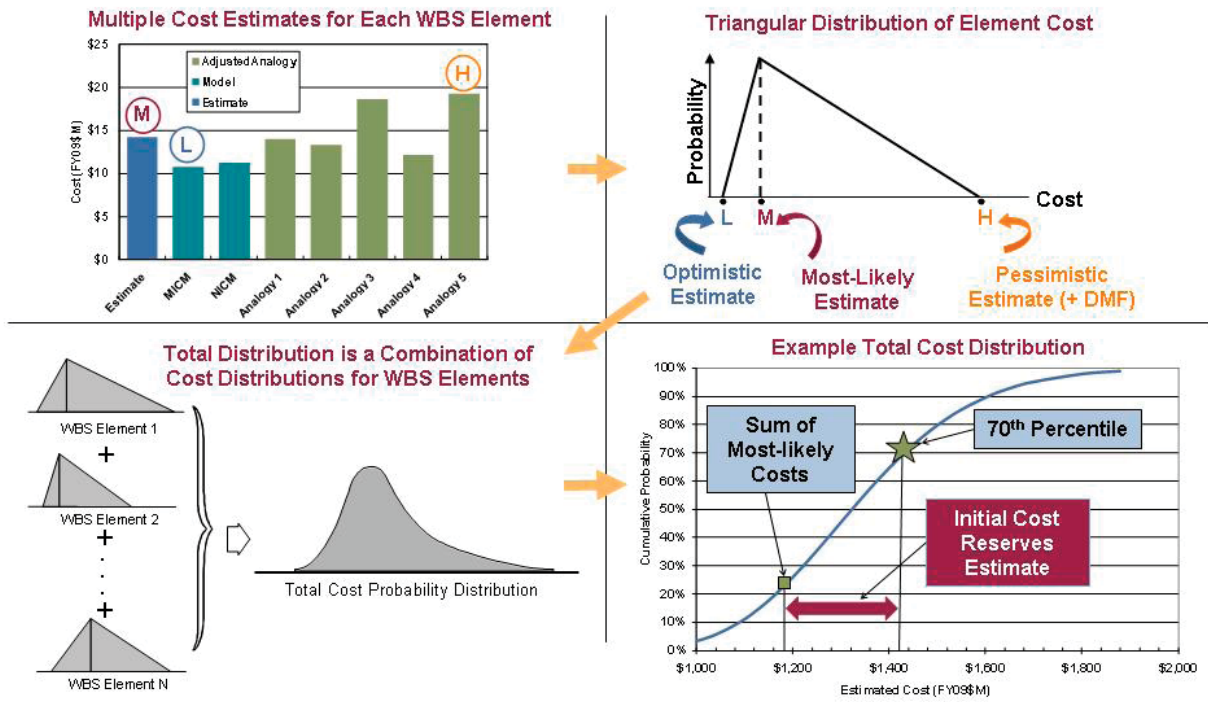 Multiple Cost Estimates for Each WBS Element
$25
$20
$15
$10
$5
$0
Cost (FY09$M)
Adjusted Analogy
Model
Estimate
M
L
H
Estimate
MICM
NICM
Analogy 1
Analogy 2
Analogy 3
Analogy 4
Analogy 5
Triangular Distribution of Element Cost
Probability
Cost
L
M
H
Optimistic
Estimate
Most-Likely
Estimate
Pessimistic
Estimate (+ DMF)
Total Distribution is a Combination of
Cost Distributions for WBS Elements
WBS Element 1
+
WBS Element 2
+
.
.
.
+
WBS Element N
Total Cost Probability Distribution
Example Total Cost Distribution
100%
90%
80%
70%
60%
50%
40%
30%
20%
10%
0%
Cumulative Probability
Sum of
Most-likely
Costs
70th Percentile
Initial Cost
Reserves
Estimate
$1,000
$1,200
$1,400
$1,600
$1,800
$2,000
Estimated Cost (FY09$M)